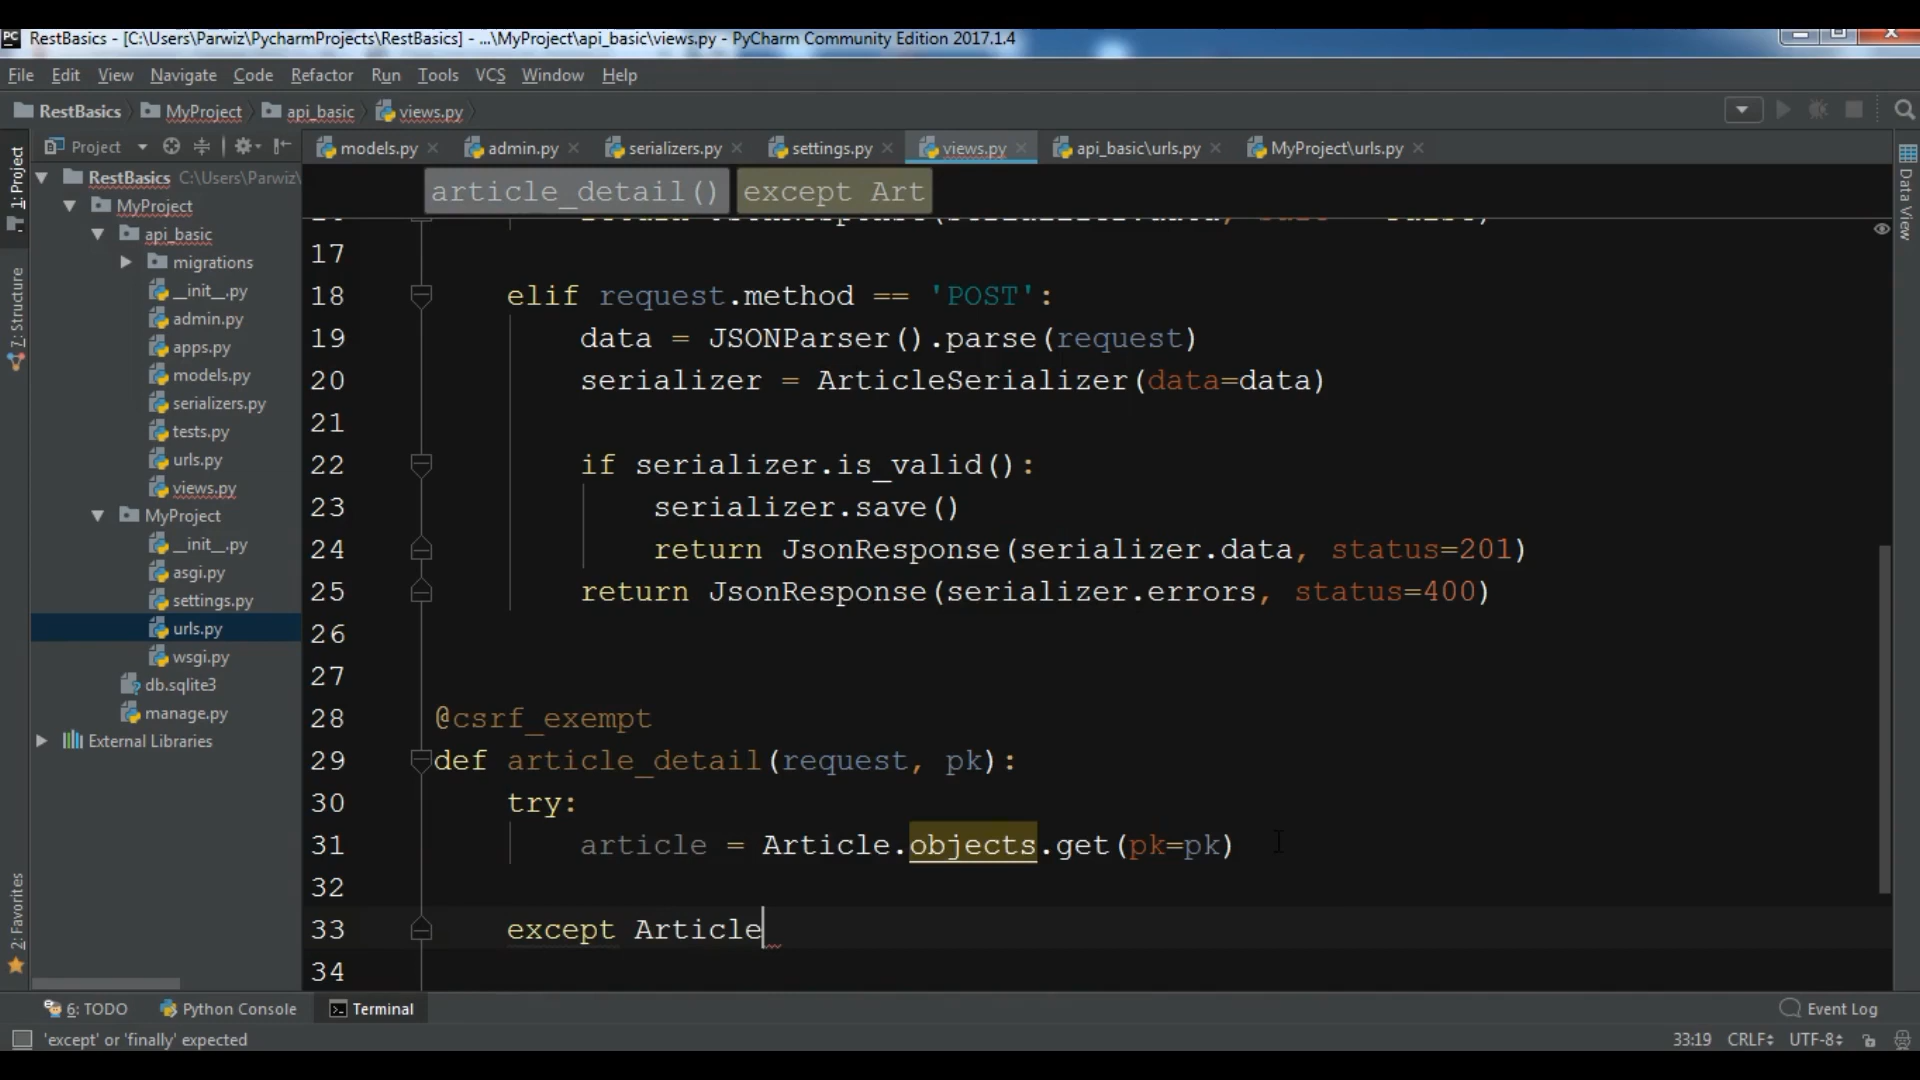 RestBasics - [C:\Users\Parwiz\PycharmProjects\RestBasics] - ...\MyProject\api_basic\views.py - PyCharm Community Edition 2017.1.4
File Edit View Navigate Code Refactor Run Tools VCS Window Help
RestBasics MyProject api_basic views.py
Project
models.py admin.py serializers.py settings.py views.py api_basic\urls.py MyProject\urls.py
1: Project
7: Structure
2: Favorites
Data View
RestBasics C:\Users\Parwiz\
MyProject
api_basic
migrations
__init__.py
admin.py
apps.py
models.py
serializers.py
tests.py
urls.py
views.py
MyProject
__init__.py
asgi.py
settings.py
urls.py
wsgi.py
db.sqlite3
manage.py
External Libraries
article_detail() except Art
17
18 elif request.method == 'POST':
19 data = JSONParser().parse(request)
20 serializer = ArticleSerializer(data=data)
21
22 if serializer.is_valid():
23 serializer.save()
24 return JsonResponse(serializer.data, status=201)
25 return JsonResponse(serializer.errors, status=400)
26
27
28 @csrf_exempt
29 def article_detail(request, pk):
30 try:
31 article = Article.objects.get(pk=pk)
32
33 except Article
34
6: TODO Python Console Terminal Event Log
'except' or 'finally' expected 33:19 CRLF UTF-8